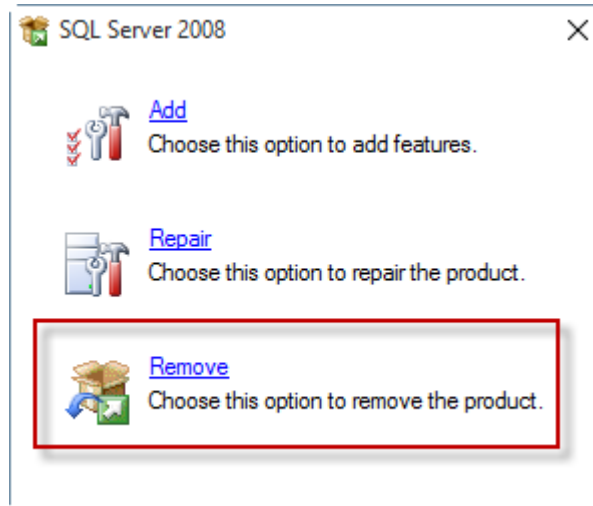 SQL Server 2008
Add
Choose this option to add features.
Repair
Choose this option to repair the product.
Remove
Choose this option to remove the product.